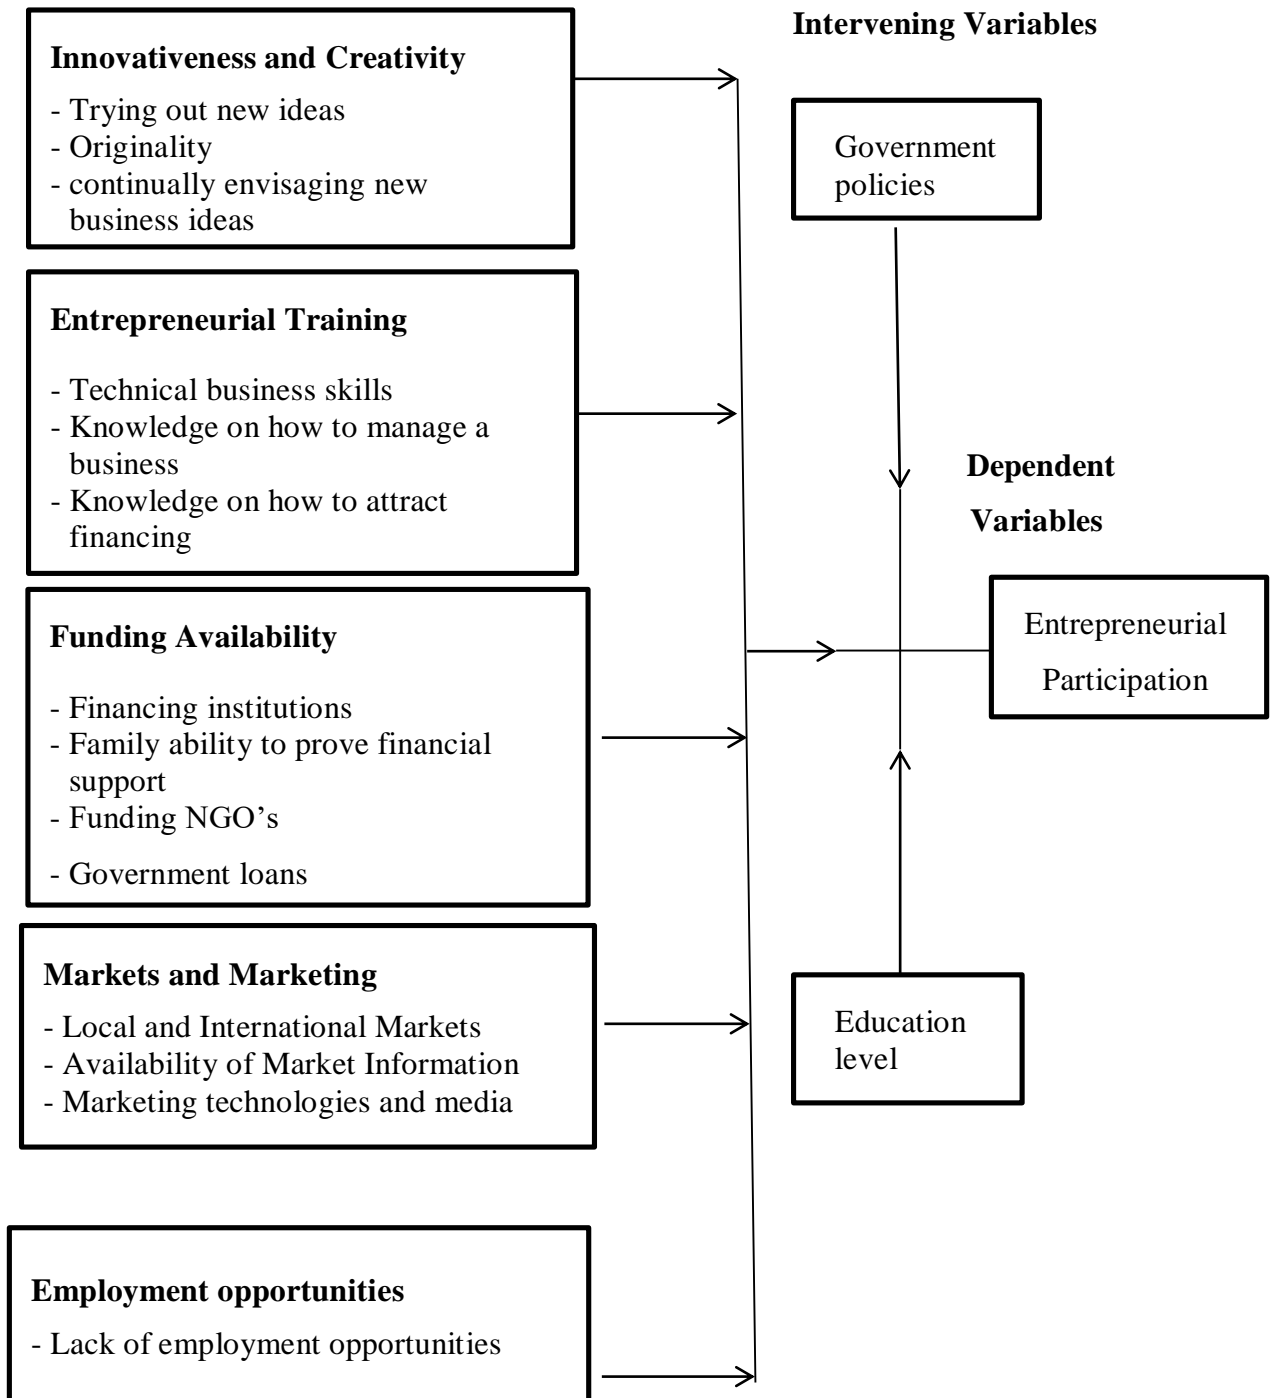 Innovativeness and Creativity
- Trying out new ideas
- Originality
- continually envisaging new
business ideas
Entrepreneurial Training
- Technical business skills
- Knowledge on how to manage a
business
- Knowledge on how to attract
financing
Funding Availability
- Financing institutions
- Family ability to prove financial
support
- Funding NGO’s
- Government loans
Markets and Marketing
- Local and International Markets
- Availability of Market Information
- Marketing technologies and media
Employment opportunities
- Lack of employment opportunities
Intervening Variables
Government
policies
Dependent
Variables
Entrepreneurial
Participation
Education
level